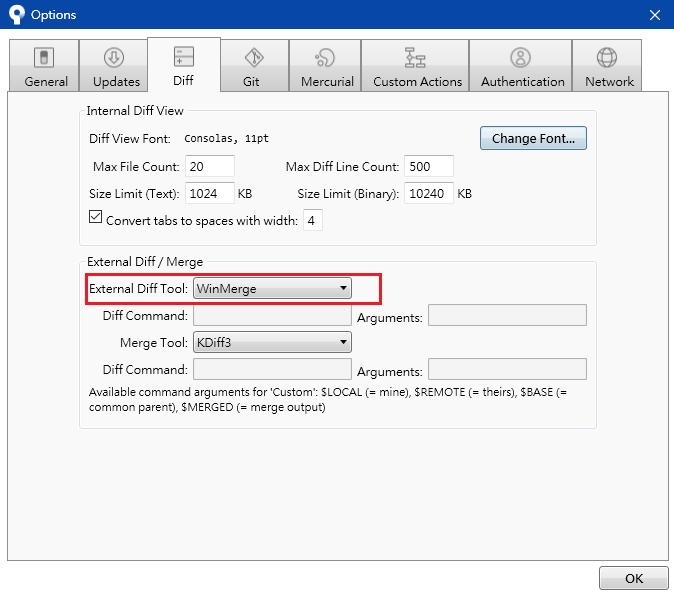 Options
General Updates Diff Git Mercurial Custom Actions Authentication Network
Internal Diff View
Diff View Font: Consolas, 11pt Change Font...
Max File Count: 20 Max Diff Line Count: 500
Size Limit (Text): 1024 KB Size Limit (Binary): 10240 KB
Convert tabs to spaces with width: 4
External Diff / Merge
External Diff Tool: WinMerge
Diff Command: Arguments:
Merge Tool: KDiff3
Diff Command: Arguments:
Available command arguments for 'Custom': $LOCAL (= mine), $REMOTE (= theirs), $BASE (=
common parent), $MERGED (= merge output)
OK